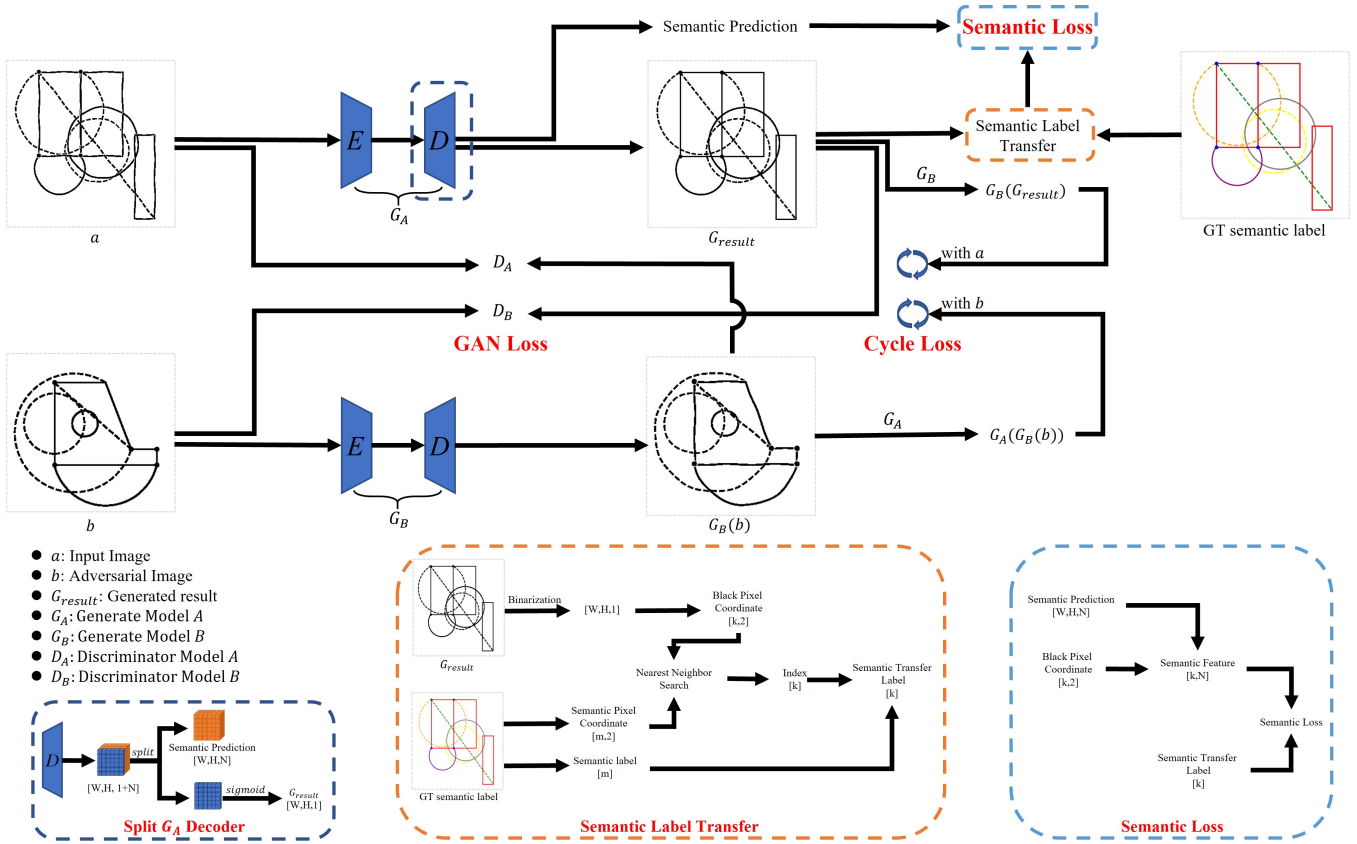 Semantic Prediction
Semantic Loss
E
D
G_A
a
G_result
Semantic Label
Transfer
G_B
G_B(G_result)
GT semantic label
D_A
with a
D_B
with b
GAN Loss
Cycle Loss
b
E
D
G_B
G_B(b)
G_A
G_A(G_B(b))
● a: Input Image
● b: Adversarial Image
● G_result: Generated result
● G_A: Generate Model A
● G_B: Generate Model B
● D_A: Discriminator Model A
● D_B: Discriminator Model B
D
[W,H, 1+N]
split
Semantic Prediction
[W,H,N]
sigmoid
G_result
[W,H,1]
Split G_A Decoder
G_result
Binarization
[W,H,1]
Black Pixel
Coordinate
[k,2]
Nearest Neighbor
Search
Index
[k]
Semantic Transfer
Label
[k]
Semantic Pixel
Coordinate
[m,2]
Semantic label
[m]
GT semantic label
Semantic Label Transfer
Semantic Prediction
[W,H,N]
Black Pixel
Coordinate
[k,2]
Semantic Feature
[k,N]
Semantic Loss
Semantic Transfer
Label
[k]
Semantic Loss